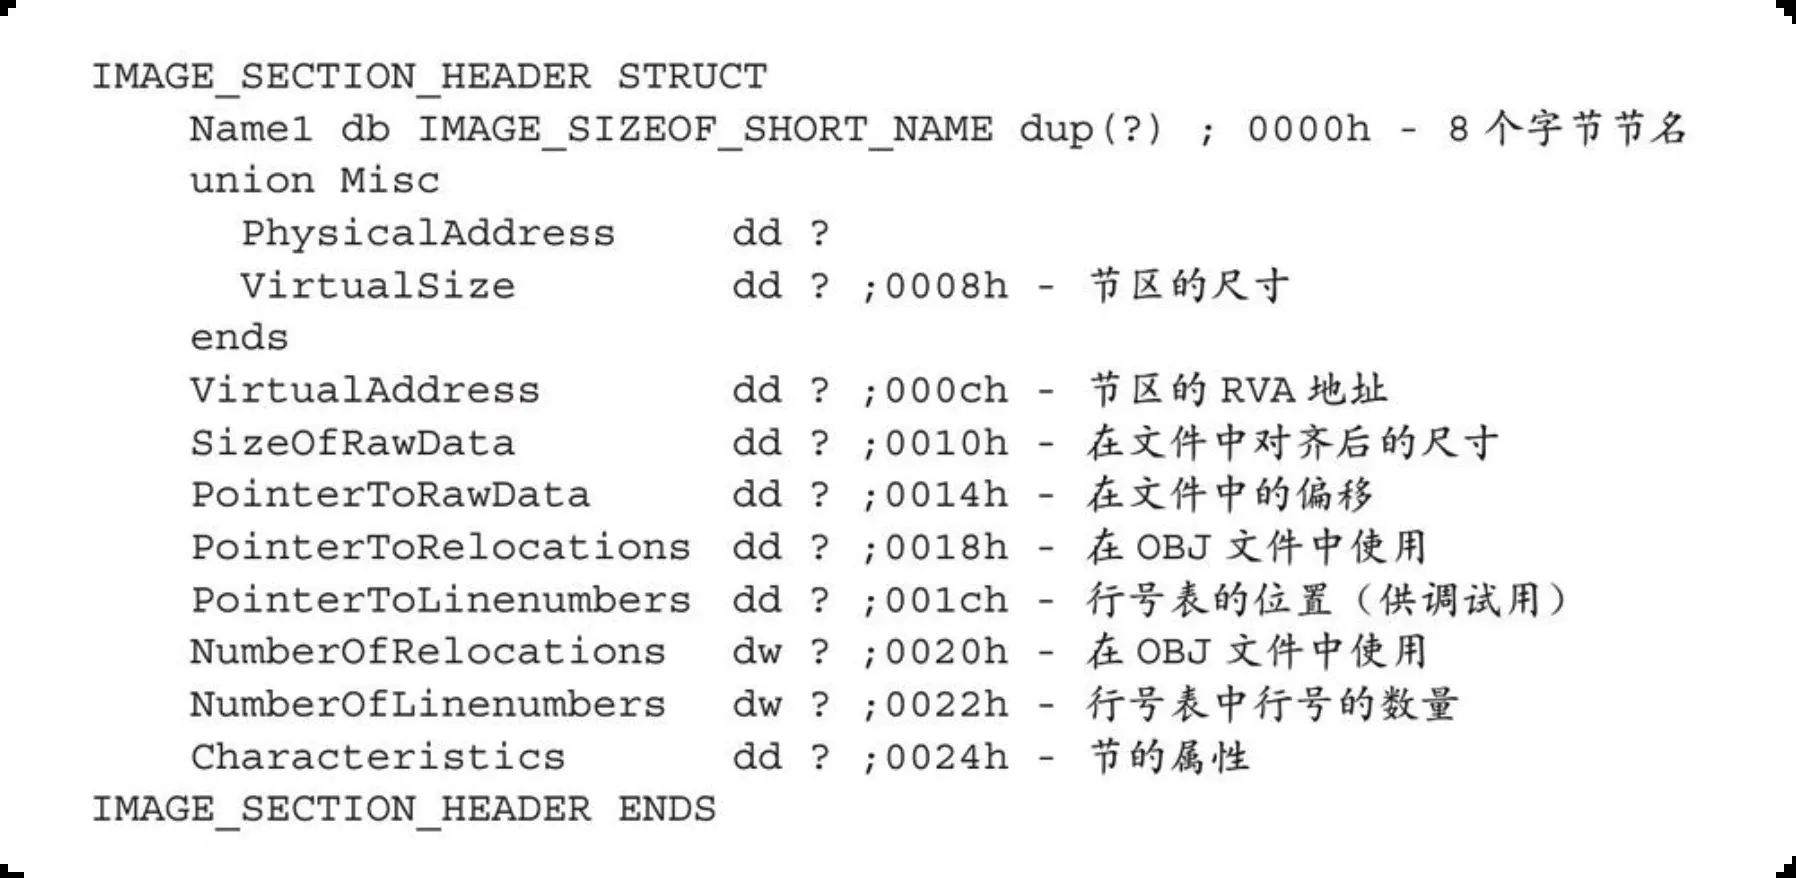 IMAGE_SECTION_HEADER STRUCT
Name1 db IMAGE_SIZEOF_SHORT_NAME dup(?) ; 0000h - 8个字节节名
union Misc
PhysicalAddress dd ?
VirtualSize dd ? ;0008h - 节区的尺寸
ends
VirtualAddress dd ? ;000ch - 节区的 RVA 地址
SizeOfRawData dd ? ;0010h - 在文件中对齐后的尺寸
PointerToRawData dd ? ;0014h - 在文件中的偏移
PointerToRelocations dd ? ;0018h - 在 OBJ 文件中使用
PointerToLinenumbers dd ? ;001ch - 行号表的位置（供调试用）
NumberOfRelocations dw ? ;0020h - 在 OBJ 文件中使用
NumberOfLinenumbers dw ? ;0022h - 行号表中行号的数量
Characteristics dd ? ;0024h - 节的属性
IMAGE_SECTION_HEADER ENDS